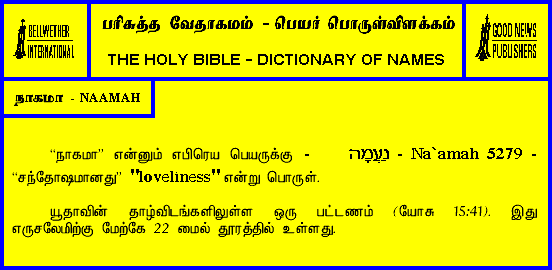 BELLWETHER
INTERNATIONAL
பரிசுத்த வேதாகமம் - பெயர் பொருள்விளக்கம்
THE HOLY BIBLE - DICTIONARY OF NAMES
GOOD NEWS
PUBLISHERS
நாகமா - NAAMAH
“நாகமா” என்னும் எபிரெய பெயருக்கு - נַעֲמָה - Na`amah 5279 -
“சந்தோஷமானது” "loveliness" என்று பொருள்.
யூதாவின் தாழ்விடங்களிலுள்ள ஒரு பட்டணம் (யோசு 15:41). இது
எருசலேமிற்கு மேற்கே 22 மைல் தூரத்தில் உள்ளது.